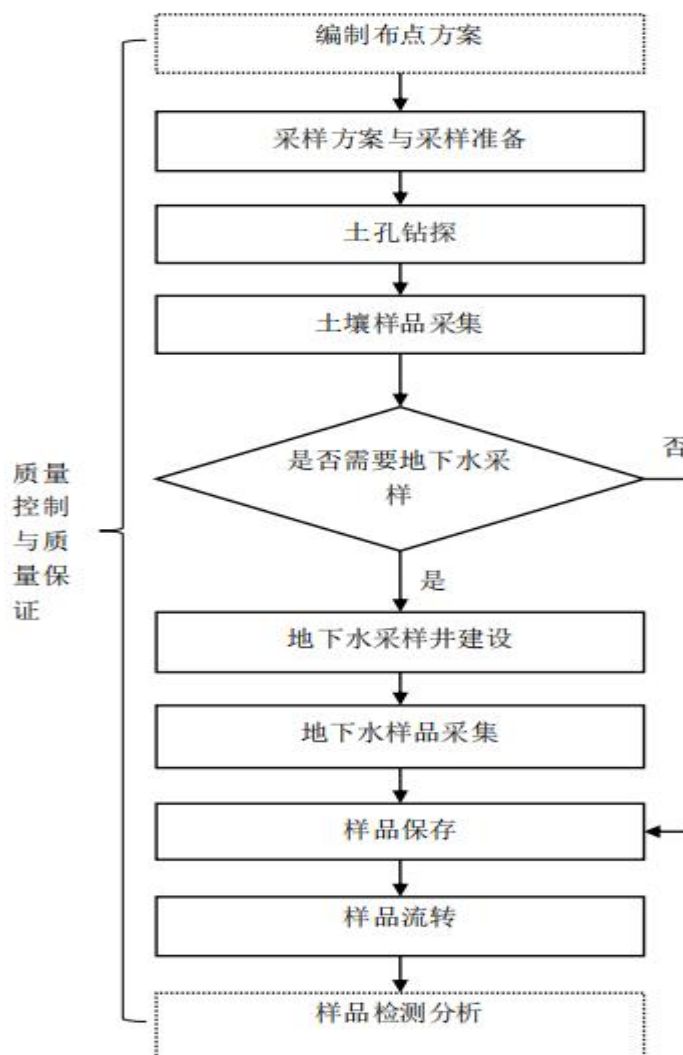 编制布点方案
采样方案与采样准备
土孔钻探
土壤样品采集
是否需要地下水采
样
否
是
质量
控制
与质
量保
证
地下水采样井建设
地下水样品采集
样品保存
样品流转
样品检测分析